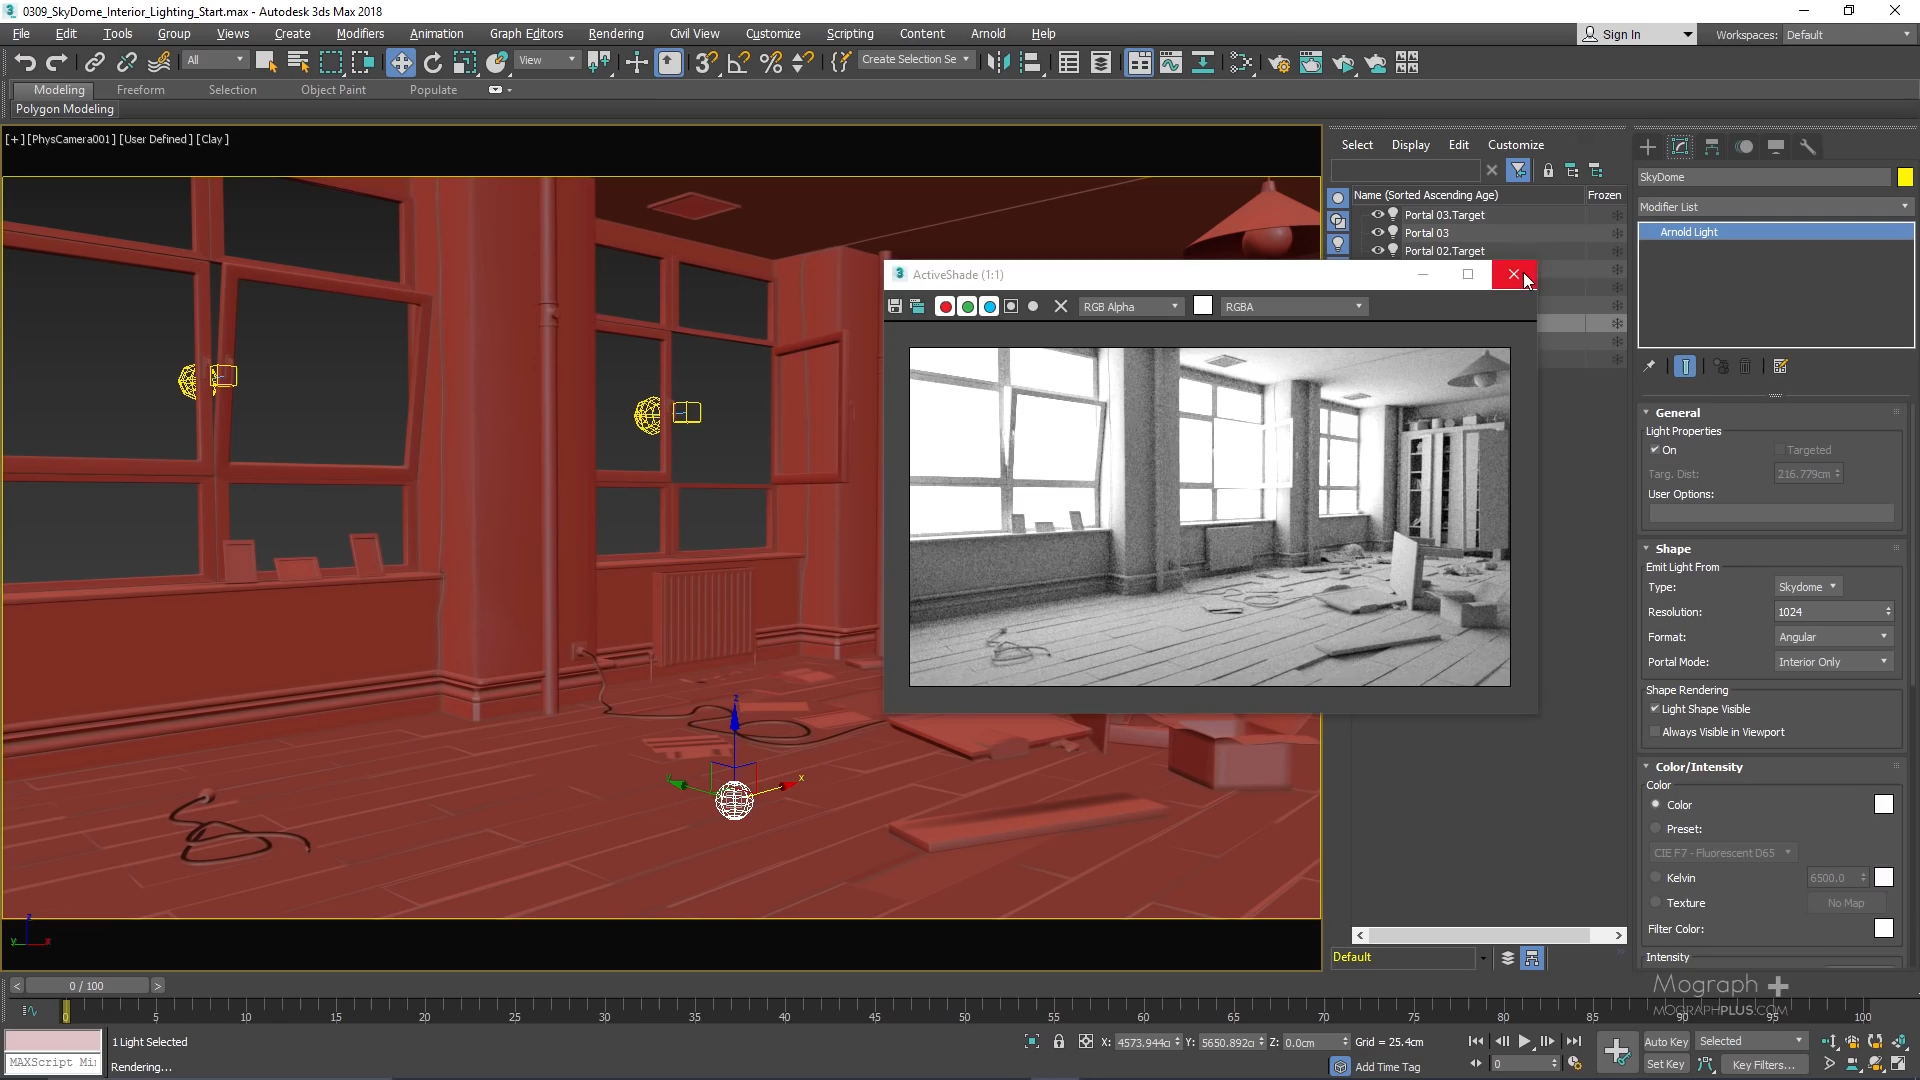 0309_SkyDome_Interior_Lighting_Start.max - Autodesk 3ds Max 2018
File Edit Tools Group Views Create Modifiers Animation Graph Editors Rendering Civil View Customize Scripting Content Arnold Help
Sign In Workspaces: Default
All View Create Selection Se
Modeling Freeform Selection Object Paint Populate
Polygon Modeling
[+] [PhysCamera001] [User Defined] [Clay]
Select Display Edit Customize
Name (Sorted Ascending Age) Frozen
Portal 03.Target
Portal 03
Portal 02.Target
ActiveShade (1:1)
RGB Alpha RGBA
SkyDome
Modifier List
Arnold Light
General
Light Properties
On Targeted
Targ. Dist: 216.779cm
User Options:
Shape
Emit Light From
Type: Skydome
Resolution: 1024
Format: Angular
Portal Mode: Interior Only
Shape Rendering
Light Shape Visible
Always Visible in Viewport
Color/Intensity
Color
Color
Preset:
CIE F7 - Fluorescent D65
Kelvin 6500.0
Texture No Map
Filter Color:
Intensity
Default
Mograph +
MOGRAPHPLUS.COM
z x y
z y x
< 0 / 100 >
0 5 10 15 20 25 30 35 40 45 50 55 60 65 70 75 80 85 90 95 100
1 Light Selected
X: 4573.944c Y: 5650.892c Z: 0.0cm Grid = 25.4cm
Auto Key Selected
MAXScript Mi
Rendering...
Add Time Tag
0
Set Key Key Filters...